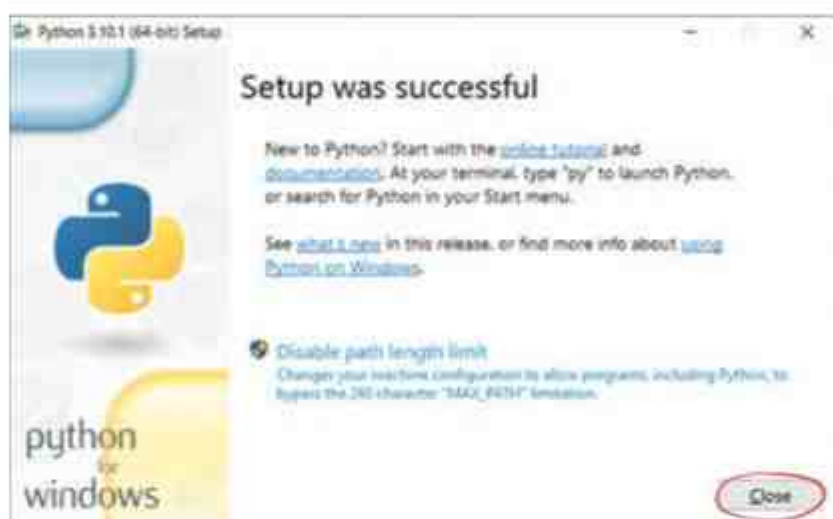 Python 3.10.1 (64-bit) Setup
Setup was successful
New to Python? Start with the online tutorial and
documentation. At your terminal, type "py" to launch Python,
or search for Python in your Start menu.
See what's new in this release, or find more info about using
Python on Windows.
Disable path length limit
Changes your machine configuration to allow programs, including Python, to
bypass the 260 character "MAX_PATH" limitation.
python
for
windows
Close